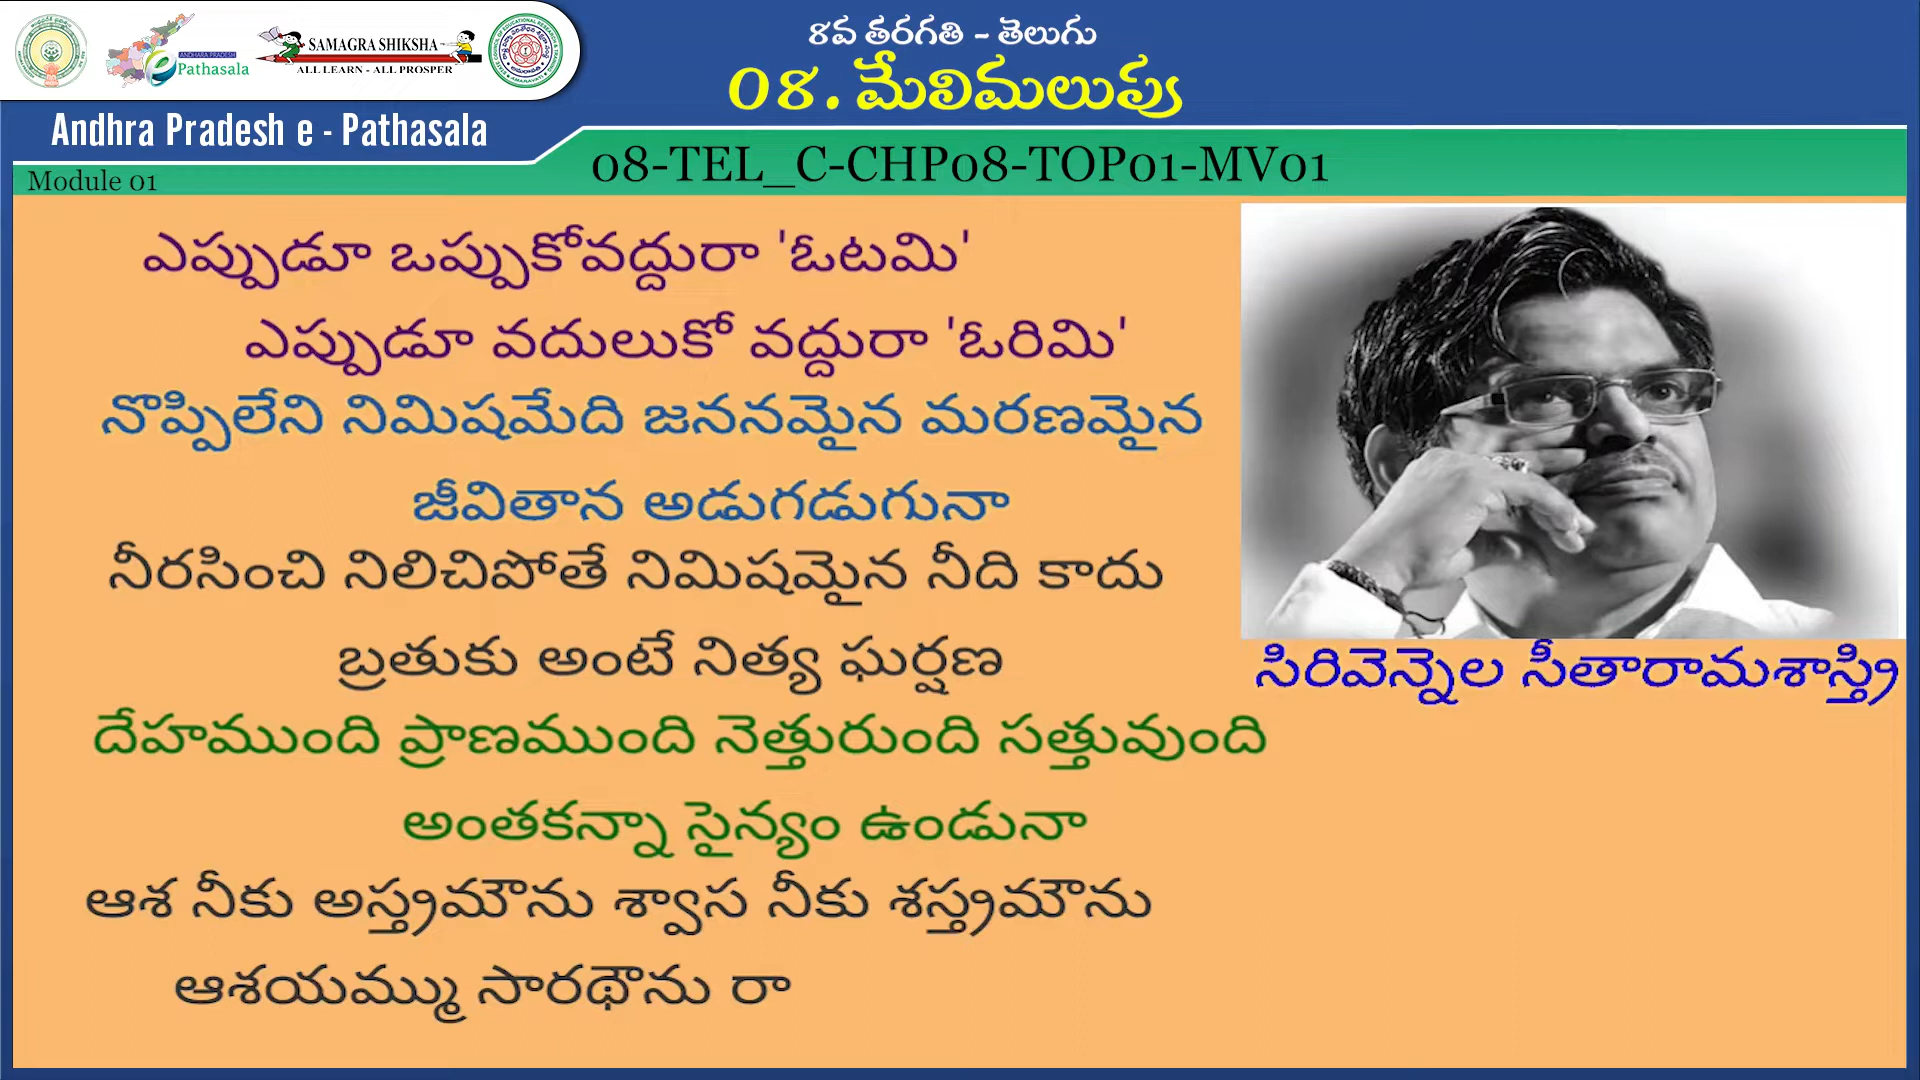 ANDHRA PRADESH
e Pathasala
SAMAGRA SHIKSHA
ALL LEARN - ALL PROSPER
Andhra Pradesh e - Pathasala
Module 01
8వ తరగతి - తెలుగు
08. మేలిమలుపు
08-TEL_C-CHP08-TOP01-MV01
ఎప్పుడూ ఒప్పుకోవద్దురా 'ఓటమి'
ఎప్పుడూ వదులుకో వద్దురా 'ఓరిమి'
నొప్పిలేని నిమిషమేది జననమైన మరణమైన
జీవితాన అడుగడుగునా
నీరసించి నిలిచిపోతే నిమిషమైన నీది కాదు
బ్రతుకు అంటే నిత్య ఘర్షణ
దేహముంది ప్రాణముంది నెత్తురుంది సత్తువుంది
అంతకన్నా సైన్యం ఉండునా
ఆశ నీకు అస్త్రమౌను శ్వాస నీకు శస్త్రమౌను
ఆశయమ్ము సారథౌను రా
సిరివెన్నెల సీతారామశాస్త్రి